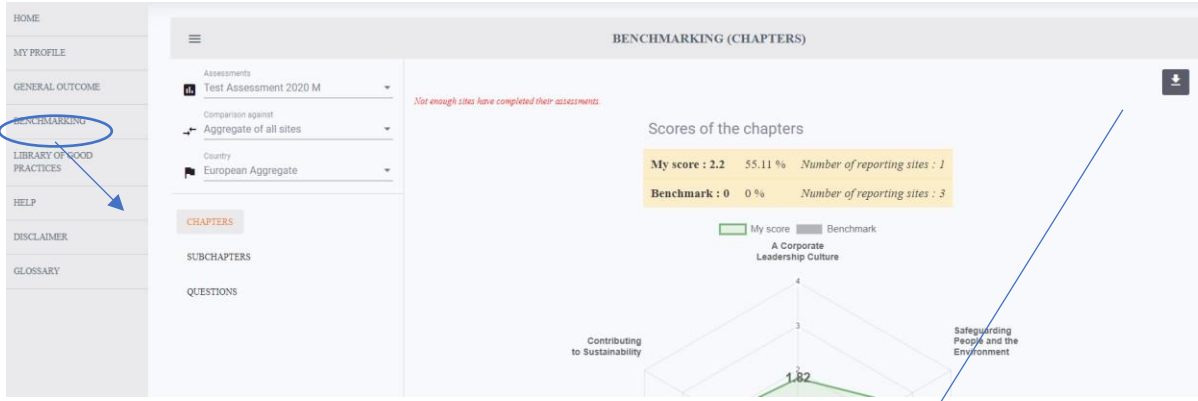 HOME
MY PROFILE
GENERAL OUTCOME
BENCHMARKING
LIBRARY OF GOOD
PRACTICES
HELP
DISCLAIMER
GLOSSARY
BENCHMARKING (CHAPTERS)
Assessments
Test Assessment 2020 M
Comparison against
Aggregate of all sites
Country
European Aggregate
CHAPTERS
SUBCHAPTERS
QUESTIONS
Not enough sites have completed their assessments
Scores of the chapters
My score : 2.2 55.11 % Number of reporting sites : 1
Benchmark : 0 0 % Number of reporting sites : 3
My score Benchmark
A Corporate
Leadership Culture
4
3
Safeguarding
People and the
Environment
Contributing
to Sustainability
2
1.82